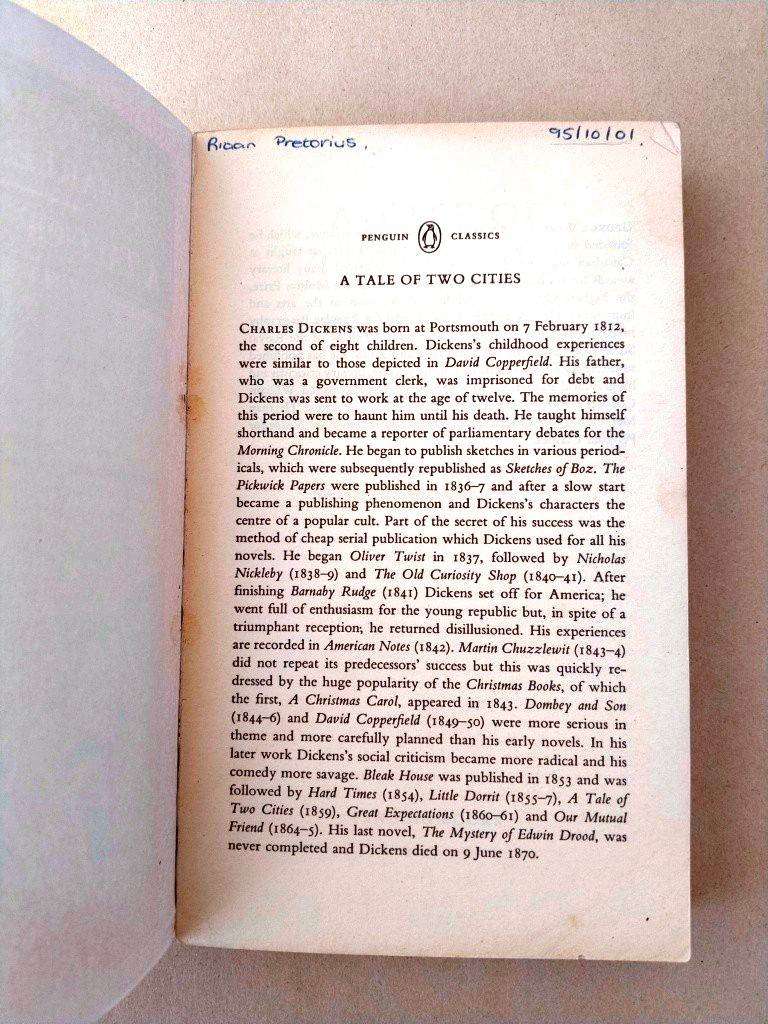 Riaan Pretorius,
95/10/01.
PENGUIN CLASSICS
A TALE OF TWO CITIES
CHARLES DICKENS was born at Portsmouth on 7 February 1812,
the second of eight children. Dickens's childhood experiences
were similar to those depicted in David Copperfield. His father,
who was a government clerk, was imprisoned for debt and
Dickens was sent to work at the age of twelve. The memories of
this period were to haunt him until his death. He taught himself
shorthand and became a reporter of parliamentary debates for the
Morning Chronicle. He began to publish sketches in various period-
icals, which were subsequently republished as Sketches of Boz. The
Pickwick Papers were published in 1836–7 and after a slow start
became a publishing phenomenon and Dickens's characters the
centre of a popular cult. Part of the secret of his success was the
method of cheap serial publication which Dickens used for all his
novels. He began Oliver Twist in 1837, followed by Nicholas
Nickleby (1838–9) and The Old Curiosity Shop (1840–41). After
finishing Barnaby Rudge (1841) Dickens set off for America; he
went full of enthusiasm for the young republic but, in spite of a
triumphant reception, he returned disillusioned. His experiences
are recorded in American Notes (1842). Martin Chuzzlewit (1843–4)
did not repeat its predecessors' success but this was quickly re-
dressed by the huge popularity of the Christmas Books, of which
the first, A Christmas Carol, appeared in 1843. Dombey and Son
(1844–6) and David Copperfield (1849–50) were more serious in
theme and more carefully planned than his early novels. In his
later work Dickens's social criticism became more radical and his
comedy more savage. Bleak House was published in 1853 and was
followed by Hard Times (1854), Little Dorrit (1855–7), A Tale of
Two Cities (1859), Great Expectations (1860–61) and Our Mutual
Friend (1864–5). His last novel, The Mystery of Edwin Drood, was
never completed and Dickens died on 9 June 1870.